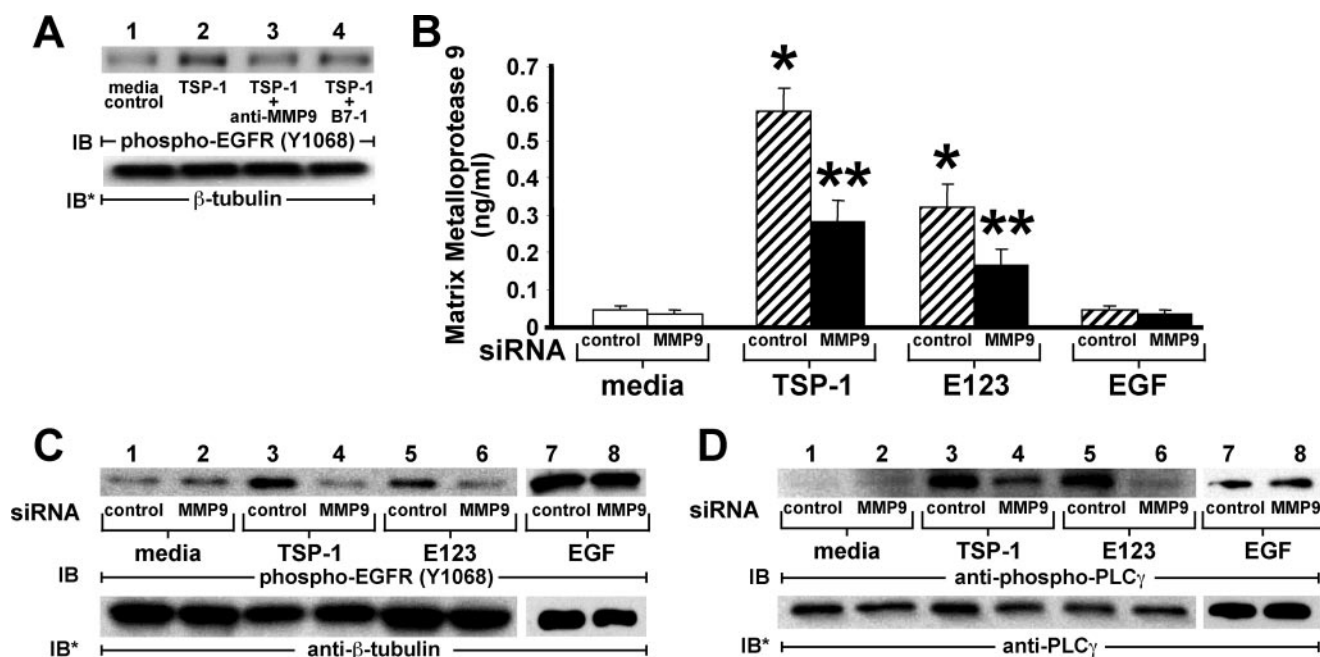 A
1 2 3 4
media control
TSP-1
TSP-1 + anti-MMP9
TSP-1 + B7-1
IB phospho-EGFR (Y1068)
IB* β-tubulin
B
Matrix Metalloprotease 9
(ng/ml)
0.7
0.6
0.5
0.4
0.3
0.2
0.1
0
* ** * **
siRNA control MMP9 control MMP9 control MMP9 control MMP9
media TSP-1 E123 EGF
C
1 2 3 4 5 6 7 8
siRNA control MMP9 control MMP9 control MMP9 control MMP9
media TSP-1 E123 EGF
IB phospho-EGFR (Y1068)
IB* anti-β-tubulin
D
1 2 3 4 5 6 7 8
siRNA control MMP9 control MMP9 control MMP9 control MMP9
media TSP-1 E123 EGF
IB anti-phospho-PLCγ
IB* anti-PLCγ